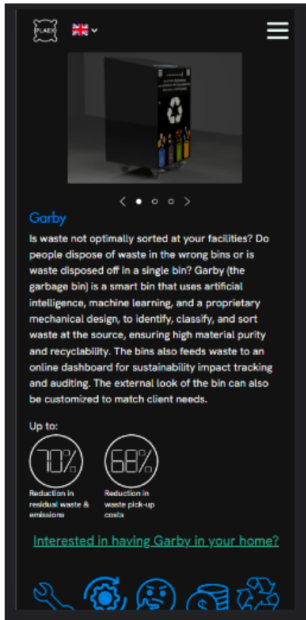 PLAEX
Garby
Is waste not optimally sorted at your facilities? Do
people dispose of waste in the wrong bins or is
waste disposed off in a single bin? Garby (the
garbage bin) is a smart bin that uses artificial
intelligence, machine learning, and a proprietary
mechanical design, to identify, classify, and sort
waste at the source, ensuring high material purity
and recyclability. The bins also feeds waste to an
online dashboard for sustainability impact tracking
and auditing. The external look of the bin can also
be customized to match client needs.
Up to:
70% 68%
Reduction in Reduction in
residual waste & waste pick-up
emissions costs
Interested in having Garby in your home?